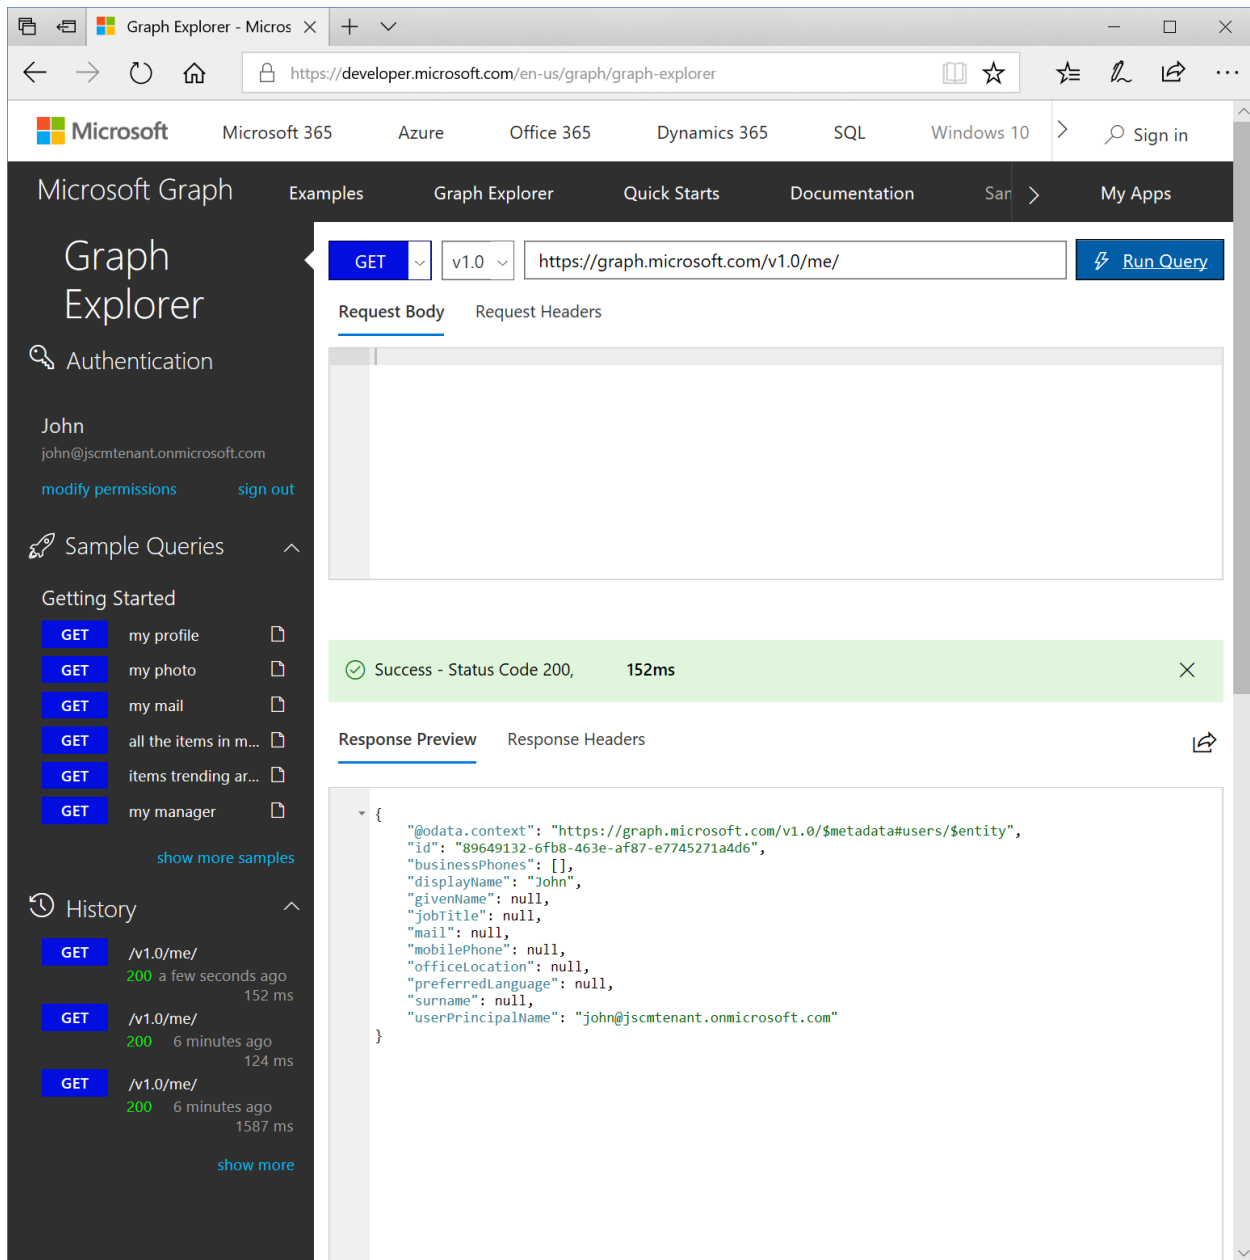 Graph Explorer - Micros
https://developer.microsoft.com/en-us/graph/graph-explorer
Microsoft Microsoft 365 Azure Office 365 Dynamics 365 SQL Windows 10 Sign in
Microsoft Graph Examples Graph Explorer Quick Starts Documentation San My Apps
Graph
Explorer
Authentication
John
john@jscmtenant.onmicrosoft.com
modify permissions sign out
Sample Queries
Getting Started
GET my profile
GET my photo
GET my mail
GET all the items in m...
GET items trending ar...
GET my manager
show more samples
History
GET /v1.0/me/
200 a few seconds ago
152 ms
GET /v1.0/me/
200 6 minutes ago
124 ms
GET /v1.0/me/
200 6 minutes ago
1587 ms
show more
GET v1.0 https://graph.microsoft.com/v1.0/me/ Run Query
Request Body Request Headers
Success - Status Code 200, 152ms
Response Preview Response Headers
{
"@odata.context": "https://graph.microsoft.com/v1.0/$metadata#users/$entity",
"id": "89649132-6fb8-463e-af87-e7745271a4d6",
"businessPhones": [],
"displayName": "John",
"givenName": null,
"jobTitle": null,
"mail": null,
"mobilePhone": null,
"officeLocation": null,
"preferredLanguage": null,
"surname": null,
"userPrincipalName": "john@jscmtenant.onmicrosoft.com"
}